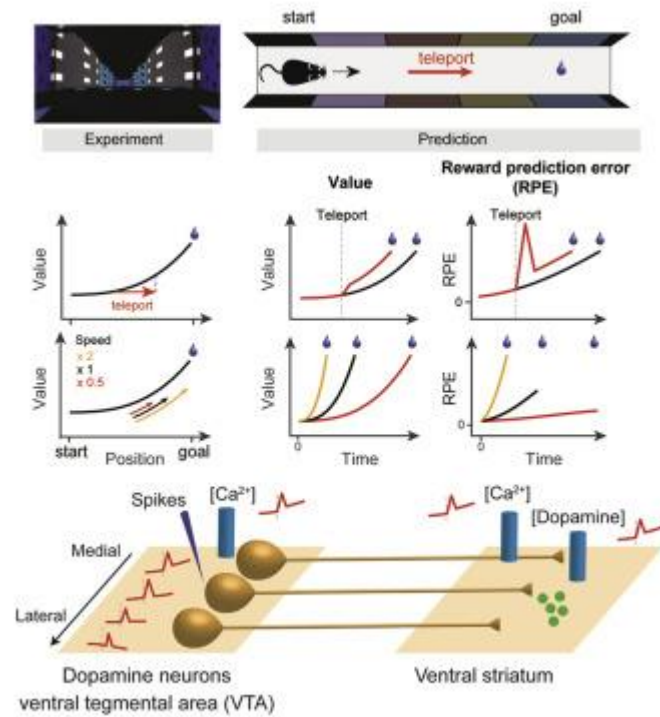 start
goal
teleport
Experiment
Prediction
Value
Reward prediction error
(RPE)
Value
teleport
Value
Teleport
RPE
0
Teleport
Value
Speed
x 2
x 1
x 0.5
start
goal
Position
Value
0
Time
RPE
0
0
Time
Spikes
[Ca²⁺]
[Ca²⁺]
[Dopamine]
Medial
Lateral
Dopamine neurons
ventral tegmental area (VTA)
Ventral striatum